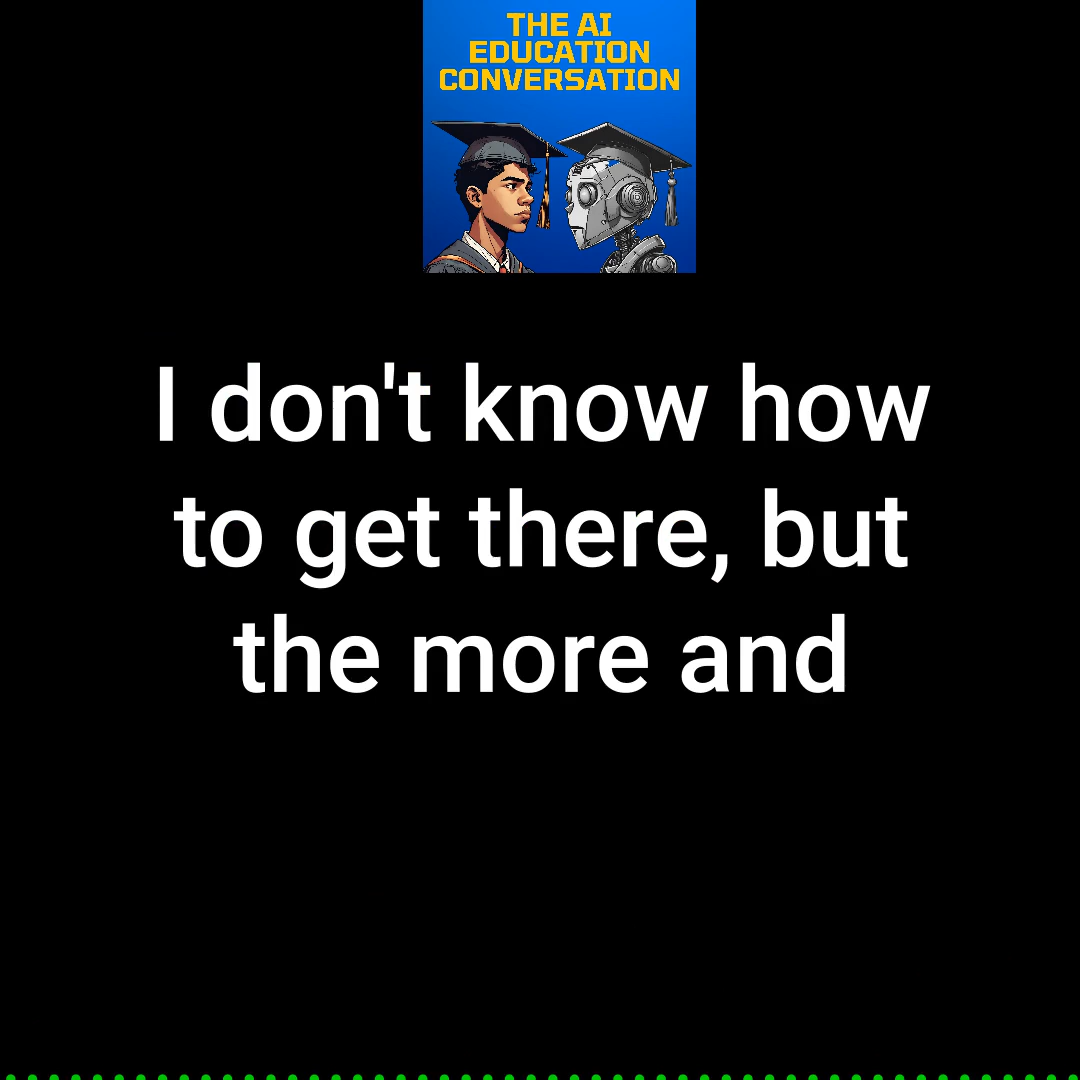 THE AI
EDUCATION
CONVERSATION
I don't know how
to get there, but
the more and